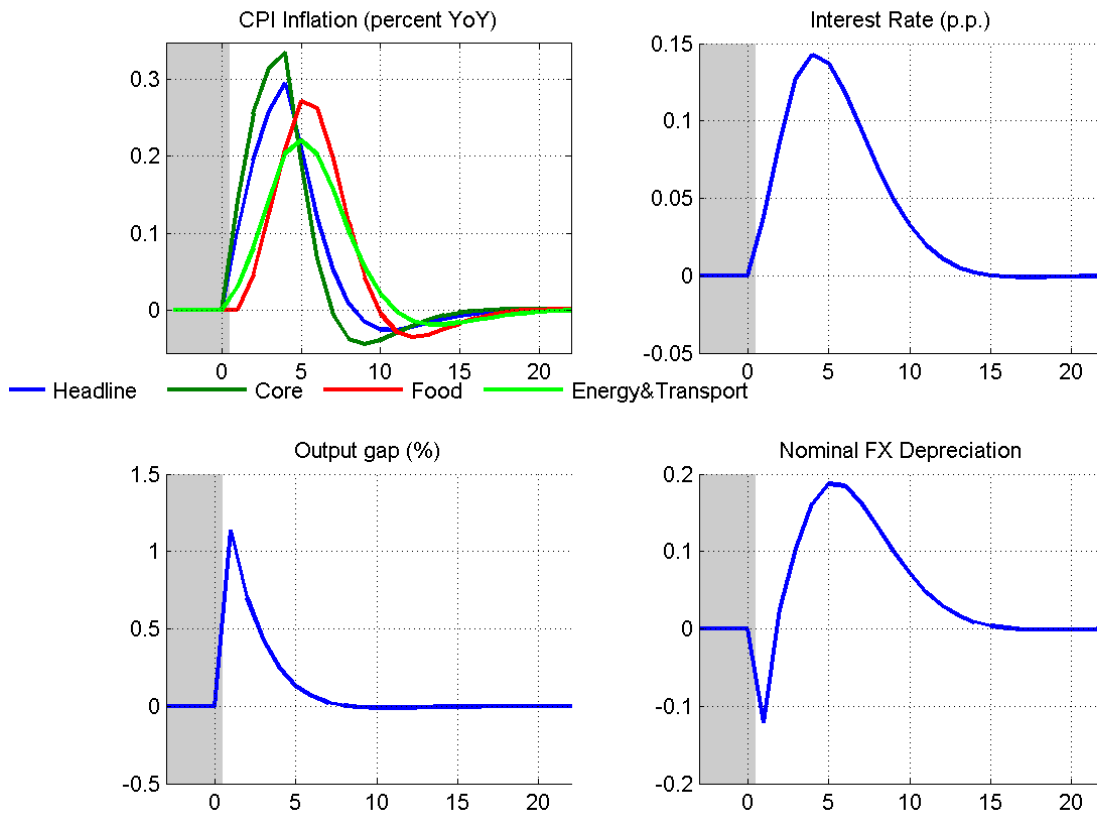 CPI Inflation (percent YoY)
0.3
0.2
0.1
0
0 5 10 15 20
Interest Rate (p.p.)
0.15
0.1
0.05
0
-0.05
0 5 10 15 20
Headline Core Food Energy&Transport
Output gap (%)
1.5
1
0.5
0
-0.5
0 5 10 15 20
Nominal FX Depreciation
0.2
0.1
0
-0.1
-0.2
0 5 10 15 20